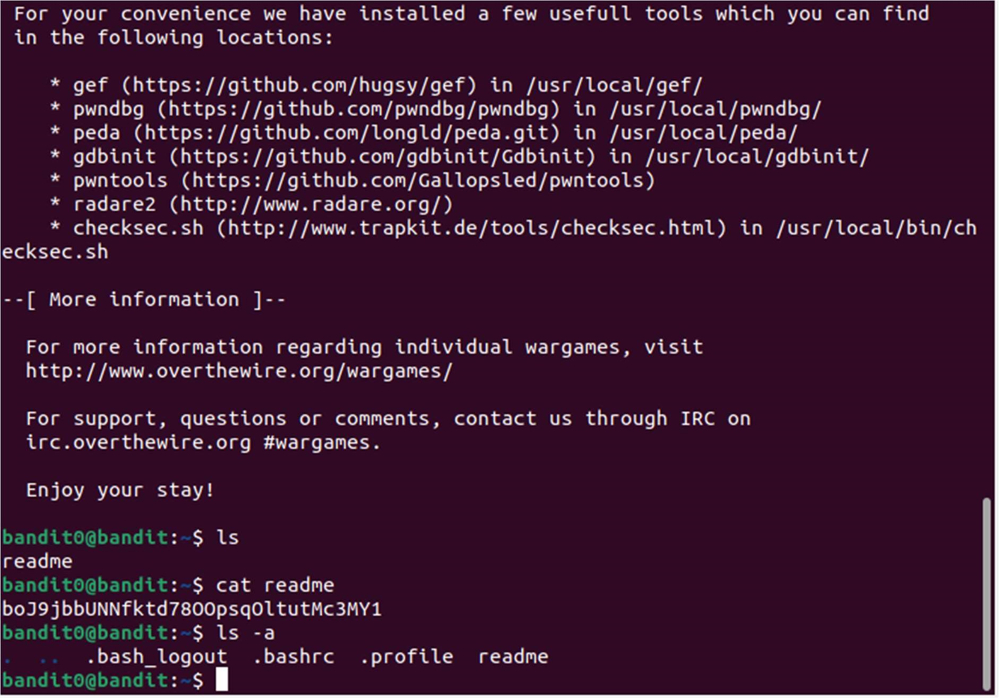 For your convenience we have installed a few usefull tools which you can find
in the following locations:
* gef (https://github.com/hugsy/gef) in /usr/local/gef/
* pwndbg (https://github.com/pwndbg/pwndbg) in /usr/local/pwndbg/
* peda (https://github.com/longld/peda.git) in /usr/local/peda/
* gdbinit (https://github.com/gdbinit/Gdbinit) in /usr/local/gdbinit/
* pwntools (https://github.com/Gallopsled/pwntools)
* radare2 (http://www.radare.org/)
* checksec.sh (http://www.trapkit.de/tools/checksec.html) in /usr/local/bin/ch
ecksec.sh
--[ More information ]--
For more information regarding individual wargames, visit
http://www.overthewire.org/wargames/
For support, questions or comments, contact us through IRC on
irc.overthewire.org #wargames.
Enjoy your stay!
bandit0@bandit:~$ ls
readme
bandit0@bandit:~$ cat readme
boJ9jbbUNNfktd78OOpsqOltutMc3MY1
bandit0@bandit:~$ ls -a
. .. .bash_logout .bashrc .profile readme
bandit0@bandit:~$